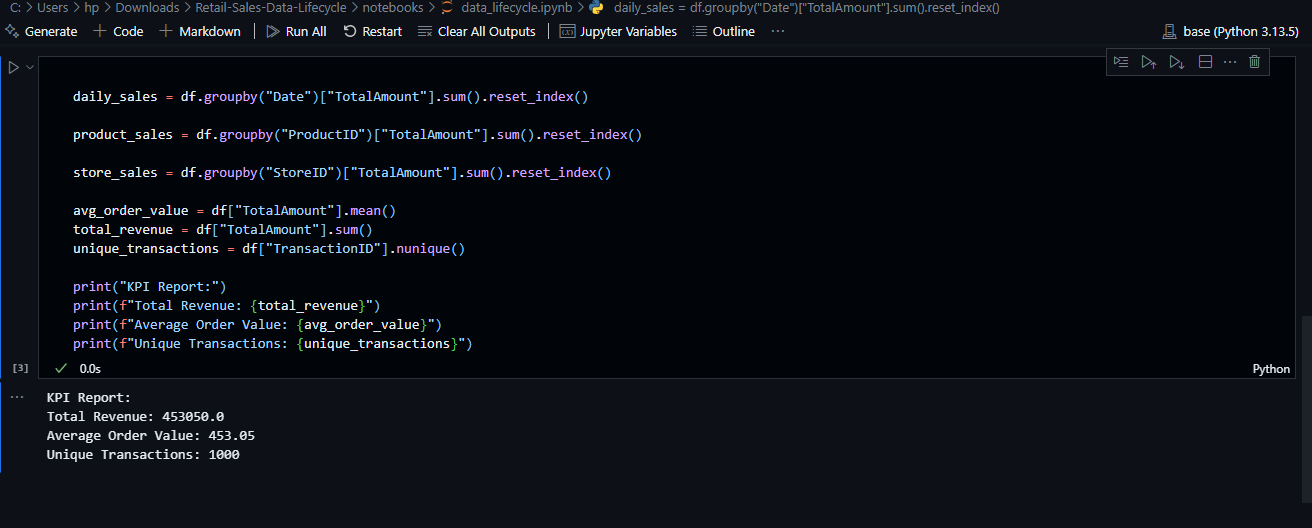 C: > Users > hp > Downloads > Retail-Sales-Data-Lifecycle > notebooks > data_lifecycle.ipynb > daily_sales = df.groupby("Date")["TotalAmount"].sum().reset_index()
Generate + Code + Markdown | Run All Restart Clear All Outputs | Jupyter Variables Outline ... base (Python 3.13.5)
daily_sales = df.groupby("Date")["TotalAmount"].sum().reset_index()
product_sales = df.groupby("ProductID")["TotalAmount"].sum().reset_index()
store_sales = df.groupby("StoreID")["TotalAmount"].sum().reset_index()
avg_order_value = df["TotalAmount"].mean()
total_revenue = df["TotalAmount"].sum()
unique_transactions = df["TransactionID"].nunique()
print("KPI Report:")
print(f"Total Revenue: {total_revenue}")
print(f"Average Order Value: {avg_order_value}")
print(f"Unique Transactions: {unique_transactions}")
[3] 0.0s Python
KPI Report:
Total Revenue: 453050.0
Average Order Value: 453.05
Unique Transactions: 1000